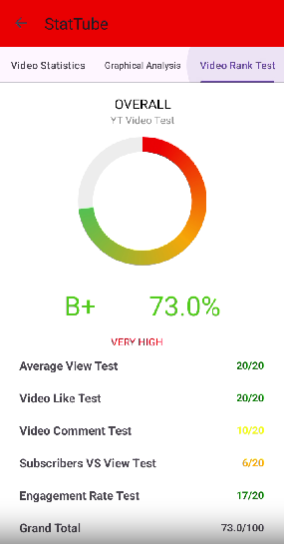 StatTube
Video Statistics Graphical Analysis Video Rank Test
OVERALL
YT Video Test
B+ 73.0%
VERY HIGH
Average View Test 20/20
Video Like Test 20/20
Video Comment Test 10/20
Subscribers VS View Test 6/20
Engagement Rate Test 17/20
Grand Total 73.0/100